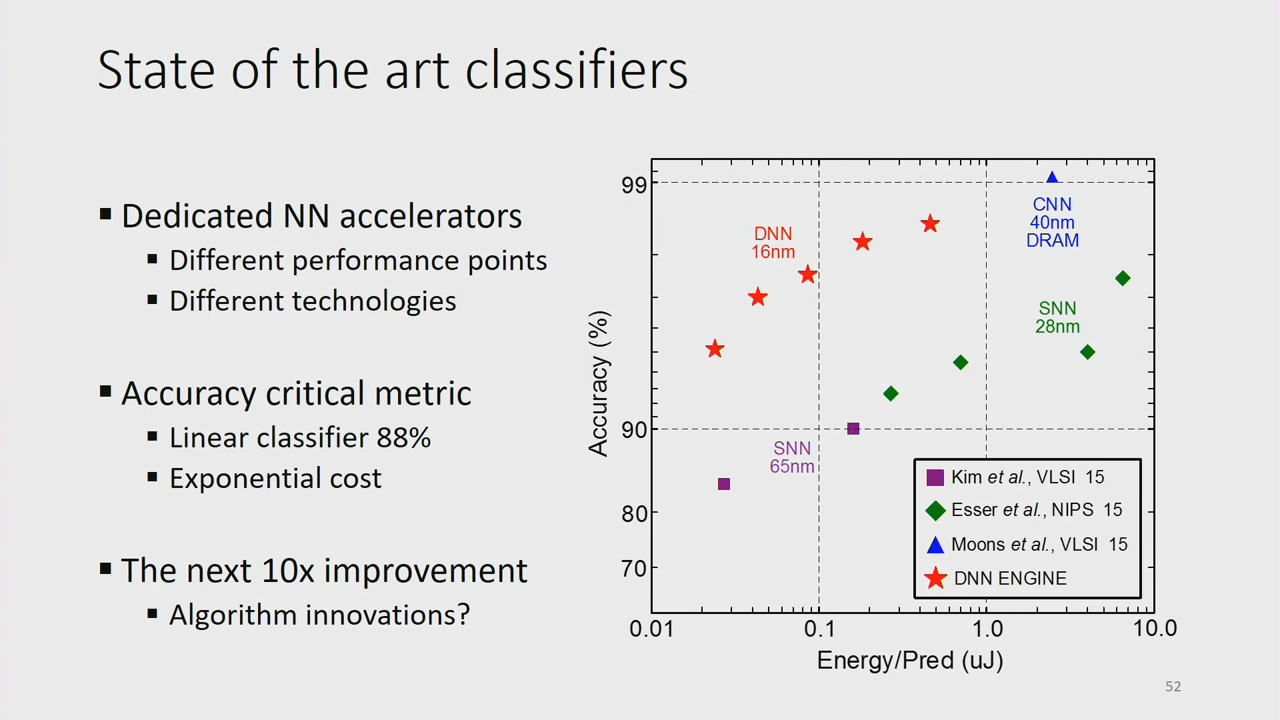 State of the art classifiers
▪ Dedicated NN accelerators
▪ Different performance points
▪ Different technologies
▪ Accuracy critical metric
▪ Linear classifier 88%
▪ Exponential cost
▪ The next 10x improvement
▪ Algorithm innovations?
Accuracy (%)
99
90
80
70
0.01
0.1
1.0
10.0
Energy/Pred (uJ)
DNN
16nm
CNN
40nm
DRAM
SNN
28nm
SNN
65nm
Kim et al., VLSI 15
Esser et al., NIPS 15
Moons et al., VLSI 15
DNN ENGINE
52